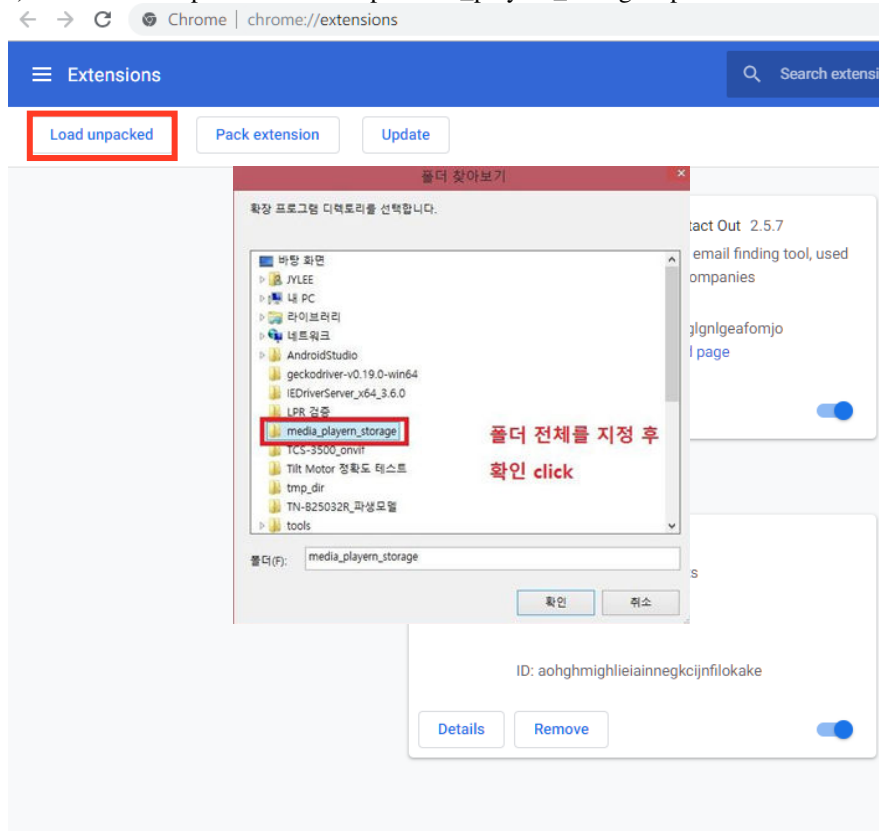 Chrome | chrome://extensions
Extensions
Search extensi
Load unpacked
Pack extension
Update
폴더 찾아보기
확장 프로그램 디렉토리를 선택합니다.
바탕 화면
JYLEE
내 PC
라이브러리
네트워크
AndroidStudio
geckodriver-v0.19.0-win64
IEDriverServer_x64_3.6.0
LPR 검증
media_playern_storage
TCS-3500_onvif
Tilt Motor 정확도 테스트
tmp_dir
TN-B25032R_파생모델
tools
폴더 전체를 지정 후
확인 click
폴더(F):
media_playern_storage
확인
취소
tact Out 2.5.7
email finding tool, used
ompanies
glgnlgeafomjo
l page
s
ID: aohghmighlieiainnegkcijnfilokake
Details
Remove